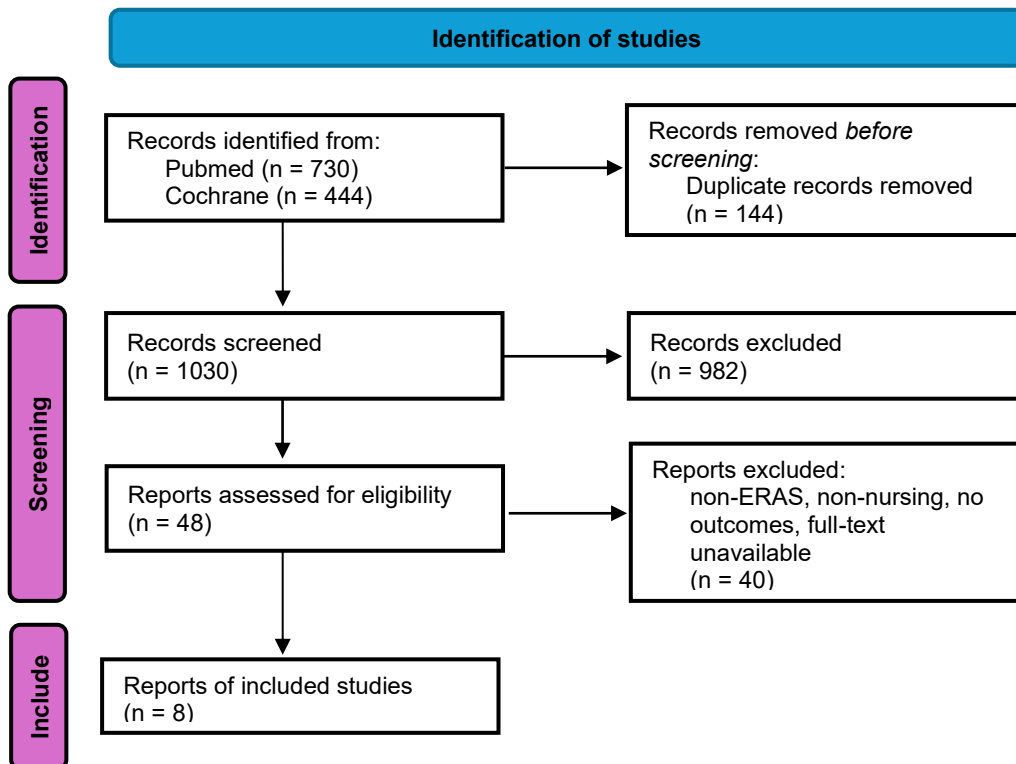 Identification of studies
Identification
Records identified from:
Pubmed (n = 730)
Cochrane (n = 444)
Records removed before
screening:
Duplicate records removed
(n = 144)
Screening
Records screened
(n = 1030)
Records excluded
(n = 982)
Reports assessed for eligibility
(n = 48)
Reports excluded:
non-ERAS, non-nursing, no
outcomes, full-text
unavailable
(n = 40)
Include
Reports of included studies
(n = 8)